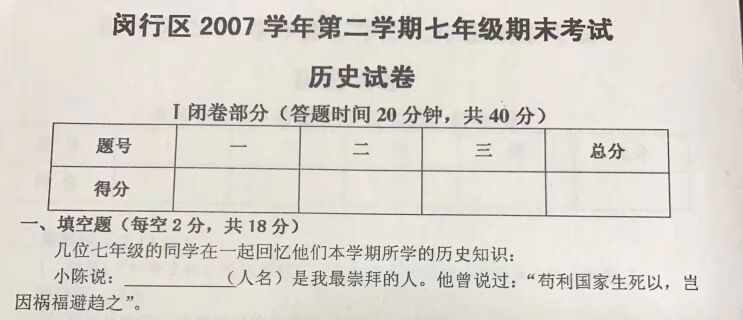 闵行区 2007 学年第二学期七年级期末考试
历史试卷
I 闭卷部分（答题时间 20 分钟，共 40 分）
题号 一 二 三 总分
得分
一、填空题（每空 2 分，共 18 分）
几位七年级的同学在一起回忆他们本学期所学的历史知识：
小陈说：__________（人名）是我最崇拜的人。他曾说过：“苟利国家生死以，岂
因祸福避趋之”。